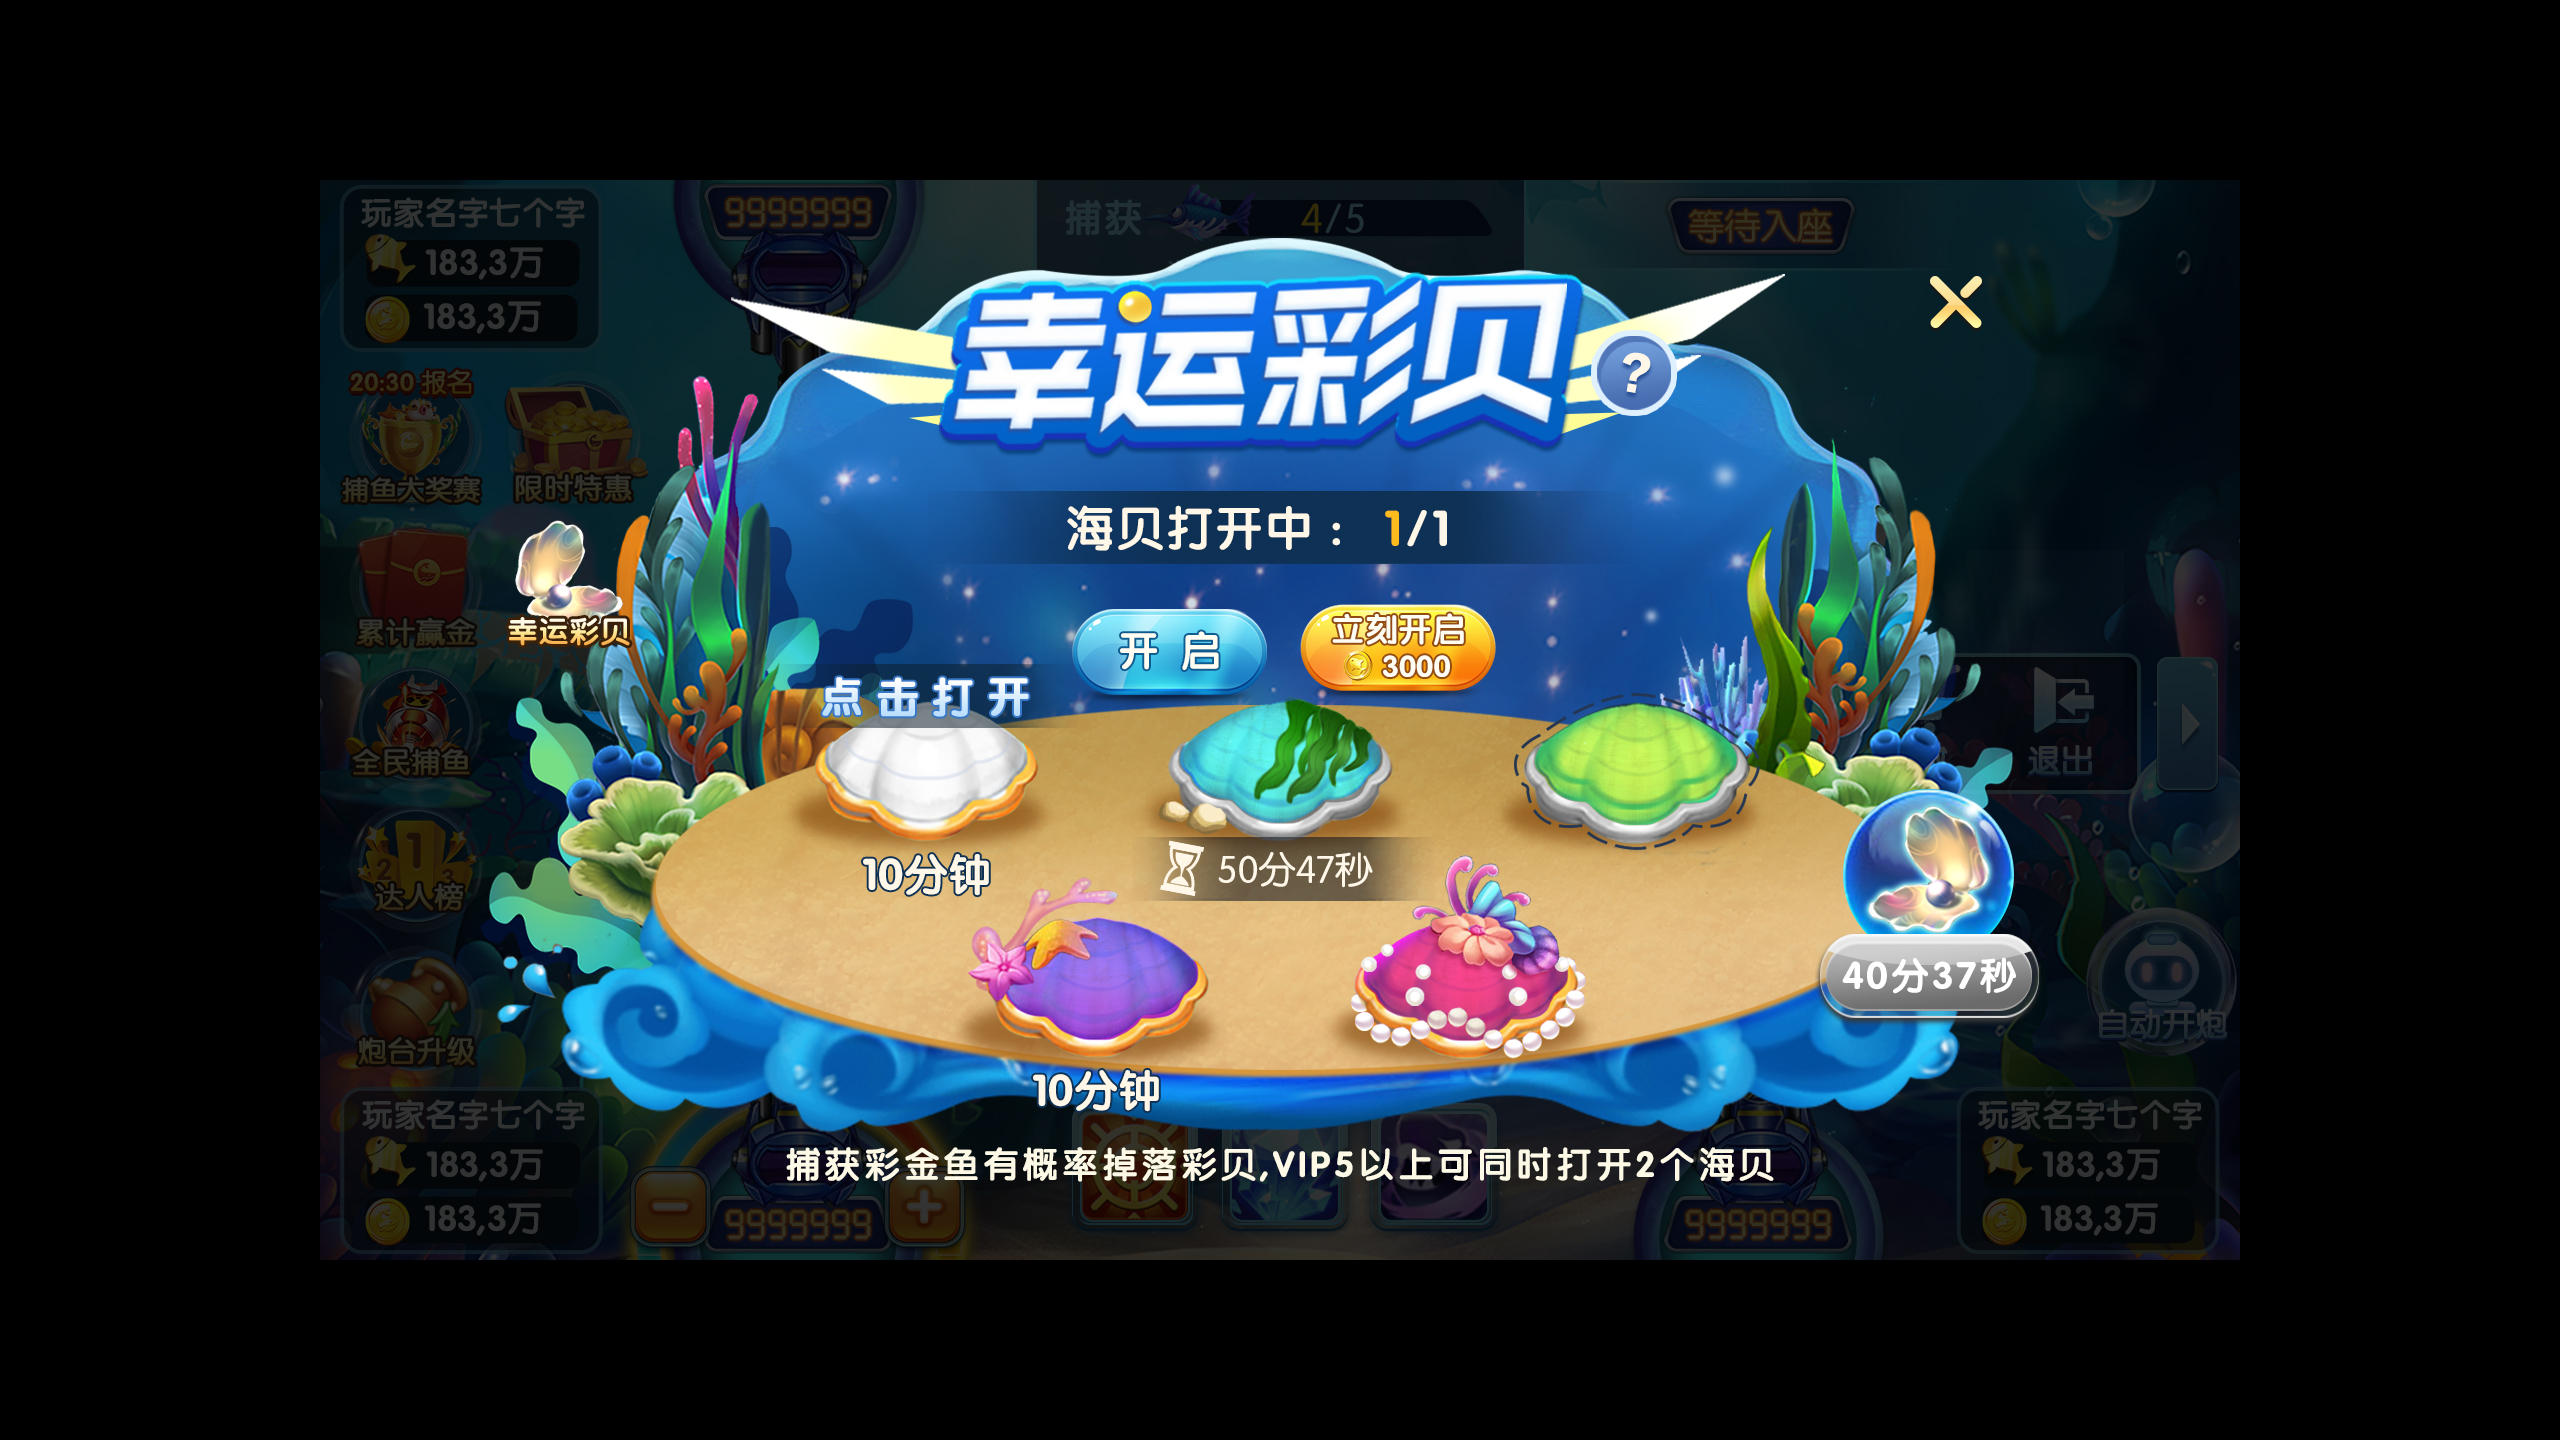 玩家名字七个字
183,3万
183,3万
9999999
捕获 4/5
等待入座
幸运彩贝
?
20:30 报名
捕鱼大奖赛
限时特惠
海贝打开中： 1/1
累计赢金
幸运彩贝
开 启
立刻开启
3000
点击打开
全民捕鱼
退出
10分钟
50分47秒
1
2
3
达人榜
40分37秒
自动开炮
炮台升级
10分钟
捕获彩金鱼有概率掉落彩贝,VIP5以上可同时打开2个海贝
玩家名字七个字
183,3万
183,3万
9999999
9999999
玩家名字七个字
183,3万
183,3万